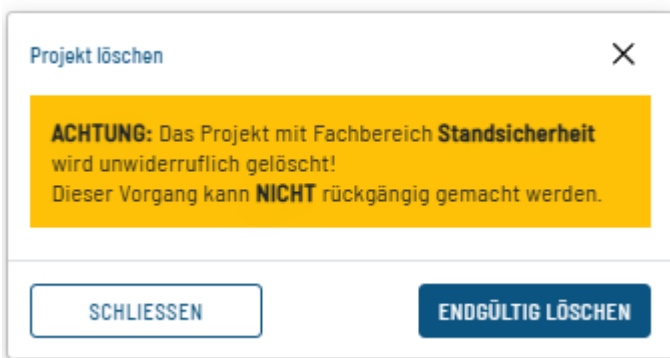 Projekt löschen
ACHTUNG: Das Projekt mit Fachbereich Standsicherheit
wird unwiderruflich gelöscht!
Dieser Vorgang kann NICHT rückgängig gemacht werden.
SCHLIESSEN
ENDGÜLTIG LÖSCHEN